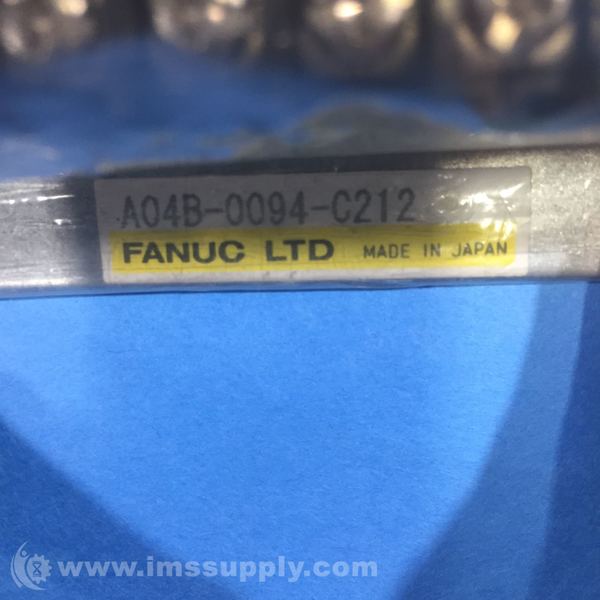 A04B-0094-C212
FANUC LTD MADE IN JAPAN
www.imssupply.com